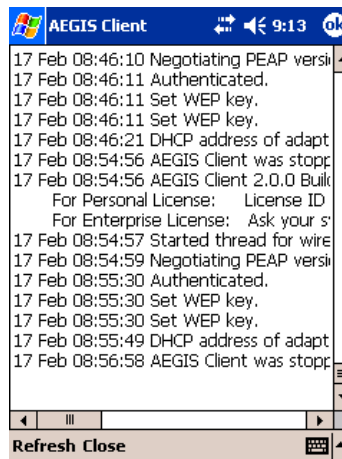 AEGIS Client 9:13 ok
17 Feb 08:46:10 Negotiating PEAP versi
17 Feb 08:46:11 Authenticated.
17 Feb 08:46:11 Set WEP key.
17 Feb 08:46:11 Set WEP key.
17 Feb 08:46:21 DHCP address of adapt
17 Feb 08:54:56 AEGIS Client was stopp
17 Feb 08:54:56 AEGIS Client 2.0.0 Build
For Personal License: License ID
For Enterprise License: Ask your s
17 Feb 08:54:57 Started thread for wire
17 Feb 08:54:59 Negotiating PEAP versi
17 Feb 08:55:30 Authenticated.
17 Feb 08:55:30 Set WEP key.
17 Feb 08:55:30 Set WEP key.
17 Feb 08:55:49 DHCP address of adapt
17 Feb 08:56:58 AEGIS Client was stopp
Refresh Close